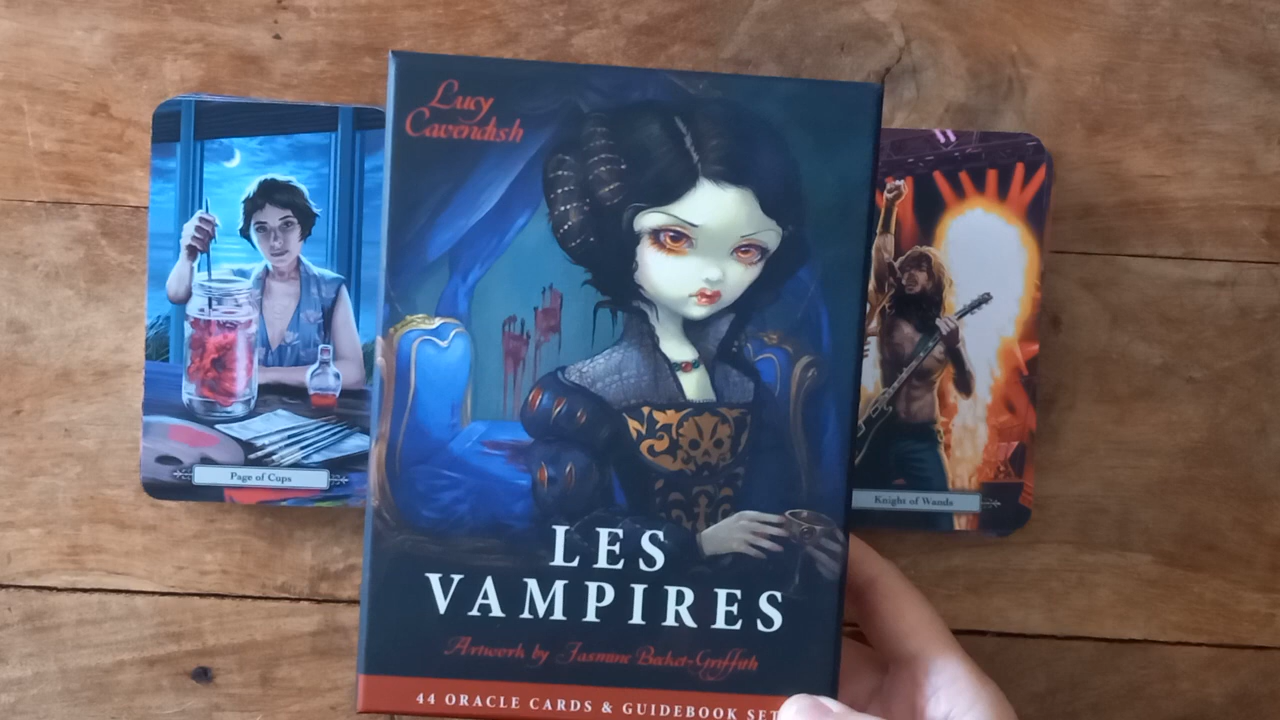 Lucy
Cavendish
Page of Cups
Knight of Wands
LES
VAMPIRES
Artwork by Jasmine Becket-Griffith
44 ORACLE CARDS & GUIDEBOOK SET